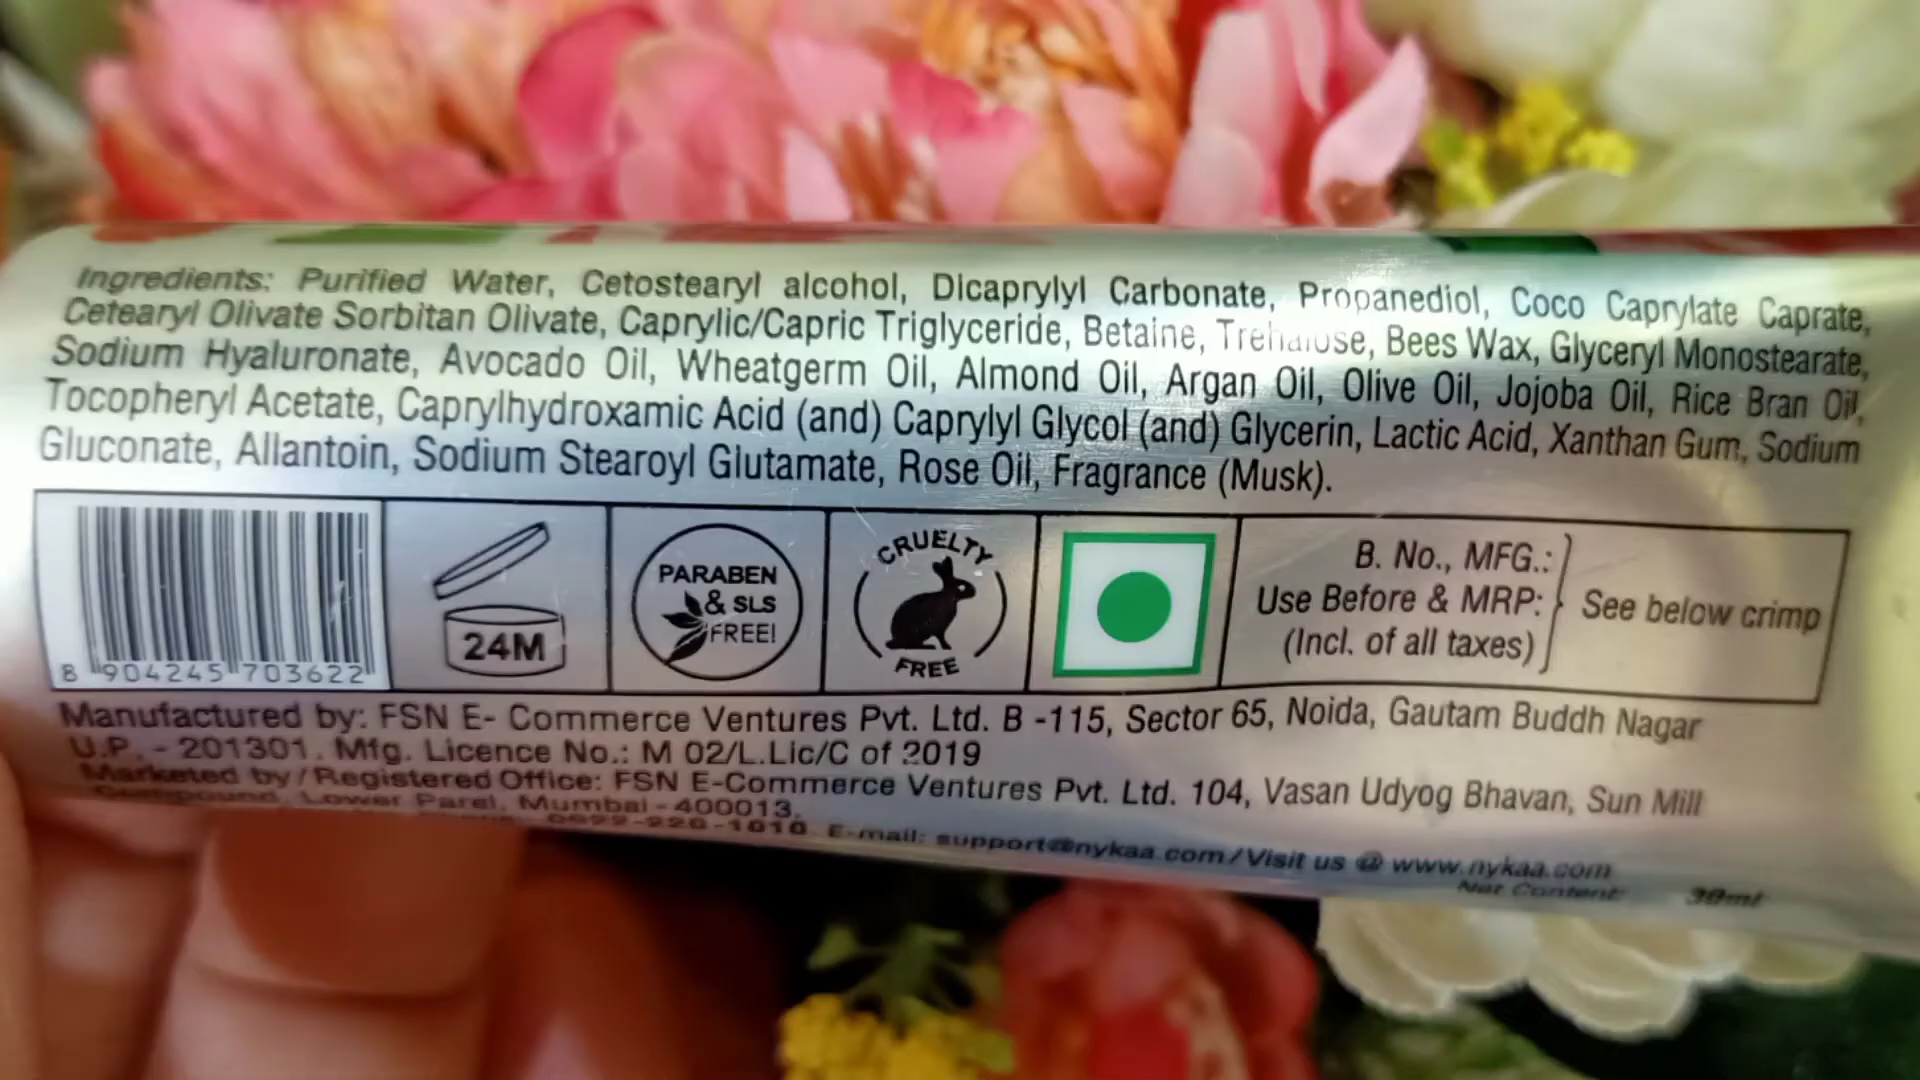 Ingredients: Purified Water, Cetostearyl alcohol, Dicaprylyl Carbonate, Propanediol, Coco Caprylate Caprate,
Cetearyl Olivate Sorbitan Olivate, Caprylic/Capric Triglyceride, Betaine, Trehalose, Bees Wax, Glyceryl Monostearate,
Sodium Hyaluronate, Avocado Oil, Wheatgerm Oil, Almond Oil, Argan Oil, Olive Oil, Jojoba Oil, Rice Bran Oil,
Tocopheryl Acetate, Caprylhydroxamic Acid (and) Caprylyl Glycol (and) Glycerin, Lactic Acid, Xanthan Gum, Sodium
Gluconate, Allantoin, Sodium Stearoyl Glutamate, Rose Oil, Fragrance (Musk).
8 904245 703622
24M
PARABEN
& SLS
FREE!
CRUELTY
FREE
B. No., MFG.:
Use Before & MRP:
(Incl. of all taxes)
See below crimp
Manufactured by: FSN E- Commerce Ventures Pvt. Ltd. B -115, Sector 65, Noida, Gautam Buddh Nagar
U.P. - 201301. Mfg. Licence No.: M 02/L.Lic/C of 2019
Marketed by / Registered Office: FSN E-Commerce Ventures Pvt. Ltd. 104, Vasan Udyog Bhavan, Sun Mill
Compound, Lower Parel, Mumbai - 400013.
E-mail: support@nykaa.com/Visit us @ www.nykaa.com
Net Content: 30ml